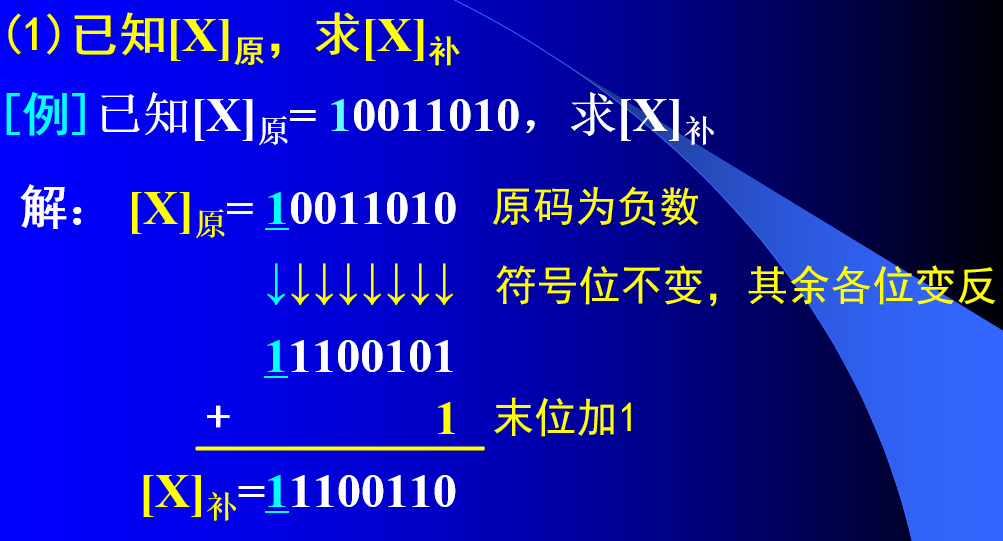 (1)已知[X]原，求[X]补
[例]已知[X]原= 10011010，求[X]补
解： [X]原= 10011010 原码为负数
↓↓↓↓↓↓↓↓ 符号位不变，其余各位变反
11100101
+ 1 末位加1
[X]补=11100110